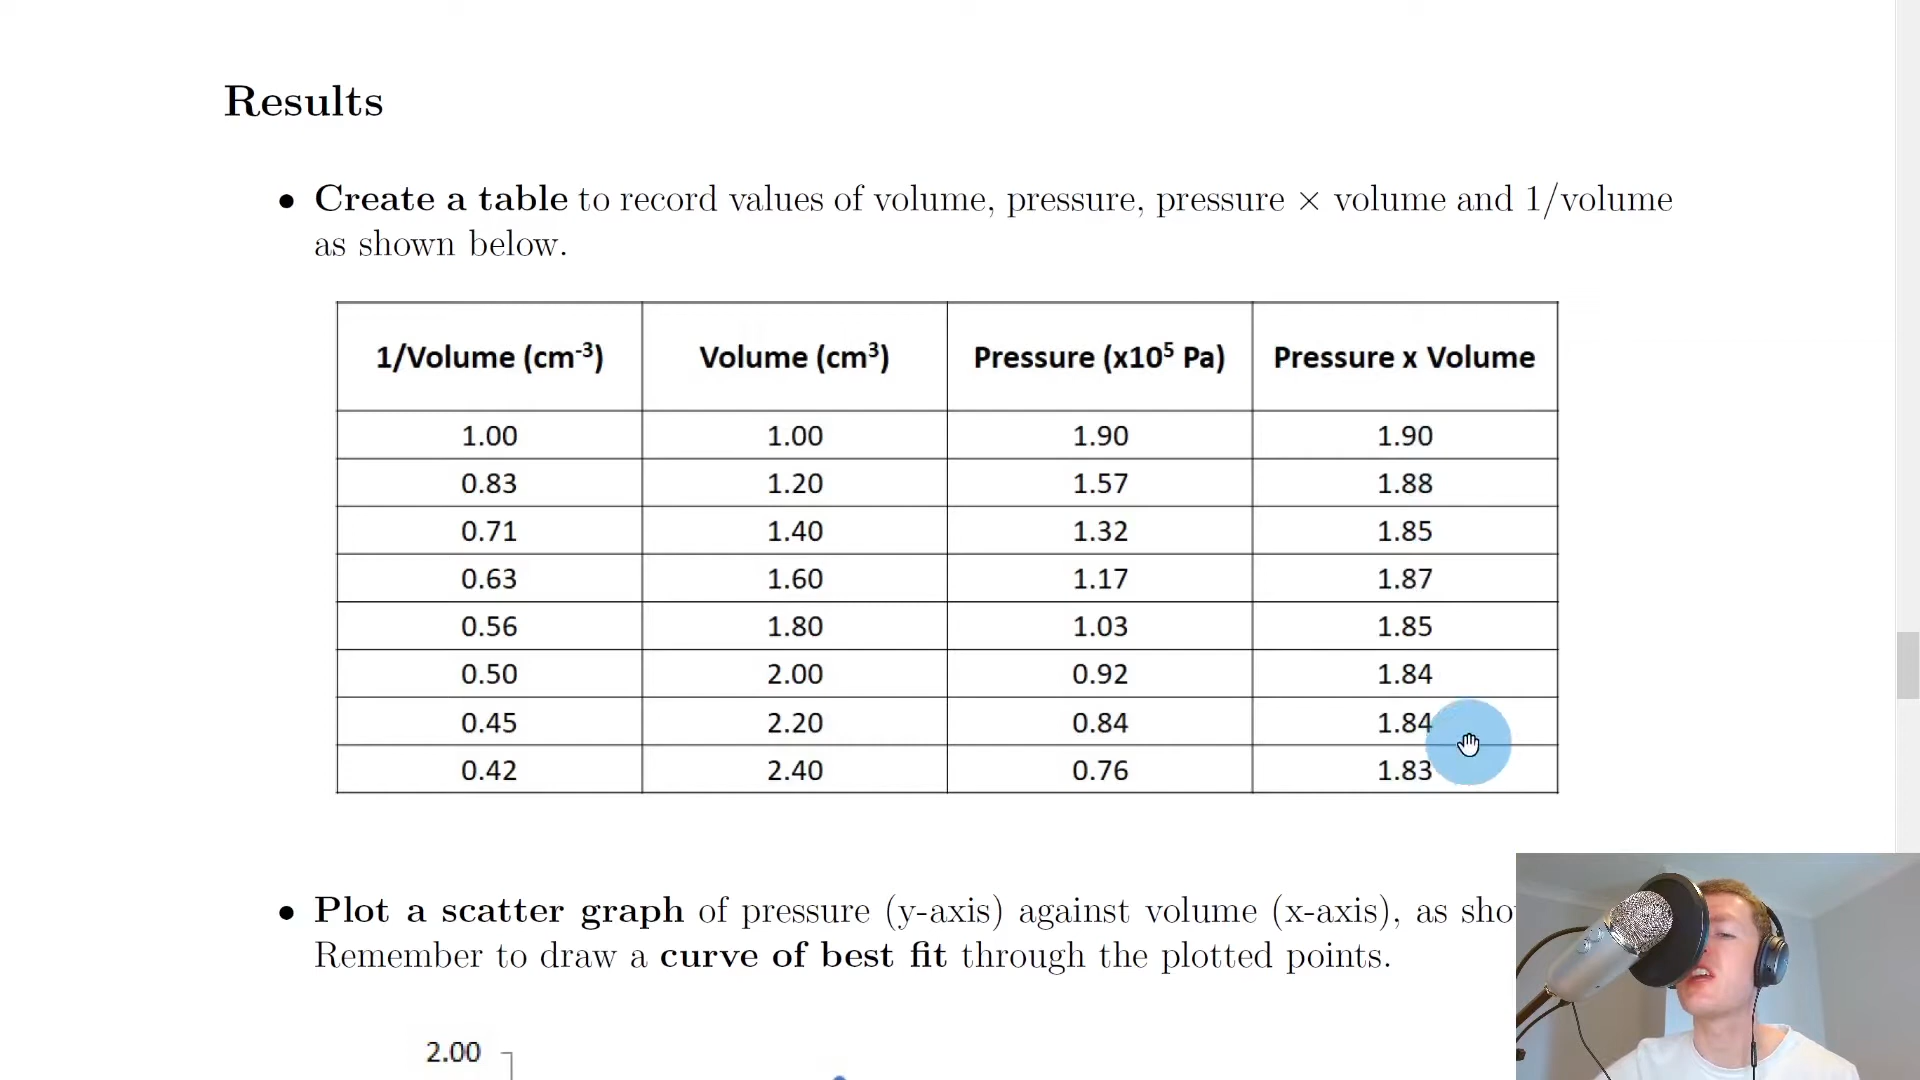 Results
• Create a table to record values of volume, pressure, pressure × volume and 1/volume
as shown below.
1/Volume (cm⁻³) Volume (cm³) Pressure (x10⁵ Pa) Pressure x Volume
1.00 1.00 1.90 1.90
0.83 1.20 1.57 1.88
0.71 1.40 1.32 1.85
0.63 1.60 1.17 1.87
0.56 1.80 1.03 1.85
0.50 2.00 0.92 1.84
0.45 2.20 0.84 1.84
0.42 2.40 0.76 1.83
• Plot a scatter graph of pressure (y-axis) against volume (x-axis), as
Remember to draw a curve of best fit through the plotted points.
2.00